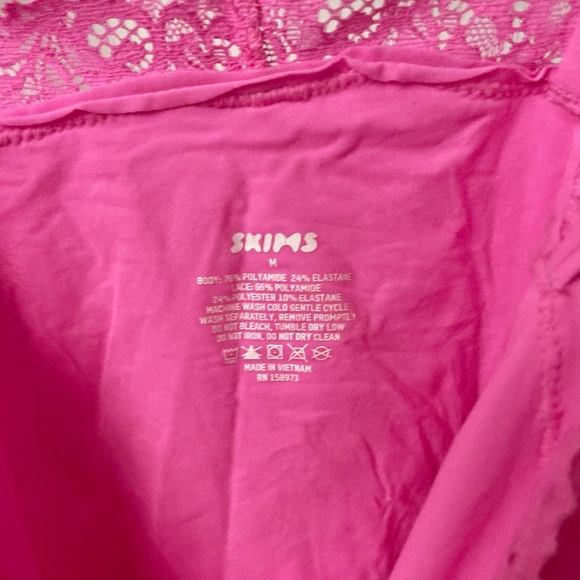 SKIMS
M
BODY: 76% POLYAMIDE 24% ELASTANE
LACE: 66% POLYAMIDE
24% POLYESTER 10% ELASTANE
MACHINE WASH COLD GENTLE CYCLE
WASH SEPARATELY, REMOVE PROMPTLY
DO NOT BLEACH, TUMBLE DRY LOW
DO NOT IRON, DO NOT DRY CLEAN
MADE IN VIETNAM
RN 158973